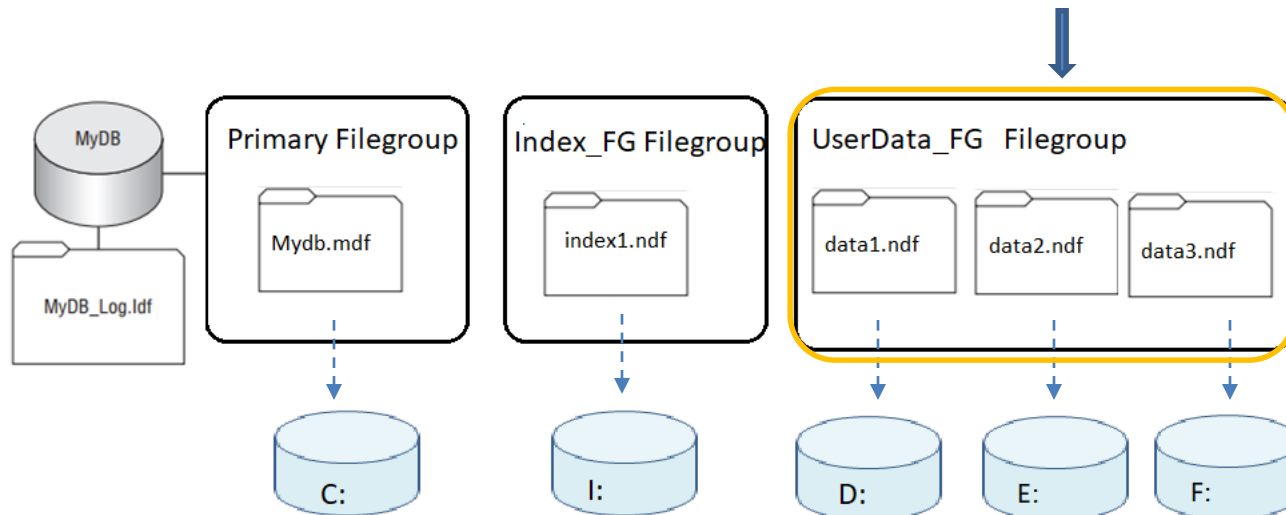 MyDB
MyDB_Log.ldf
Primary Filegroup
Mydb.mdf
C:
Index_FG Filegroup
index1.ndf
I:
UserData_FG Filegroup
data1.ndf
data2.ndf
data3.ndf
D:
E:
F: